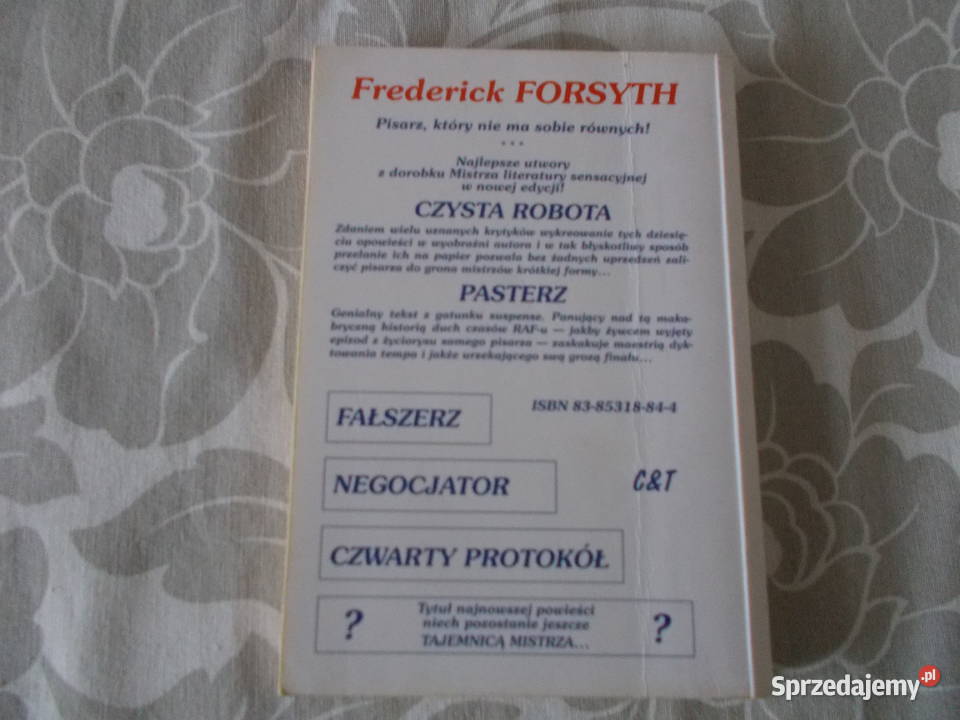 Frederick FORSYTH
Pisarz, który nie ma sobie równych!
• • •
Najlepsze utwory
z dorobku Mistrza literatury sensacyjnej
w nowej edycji!
CZYSTA ROBOTA
Zdaniem wielu uznanych krytyków wykreowanie tych dziesię-
ciu opowieści w wyobraźni autora i w tak błyskotliwy sposób
przelanie ich na papier pozwala bez żadnych uprzedzeń zali-
czyć pisarza do grona mistrzów krótkiej formy...
PASTERZ
Genialny tekst z gatunku suspense. Panujący nad tą maka-
bryczną historią duch czasów RAF-u — jakby żywcem wyjęty
epizod z życiorysu samego pisarza — zaskakuje maestrią dyk-
towania tempa i jakże urzekającego swą grozą finału...
FAŁSZERZ
ISBN 83-85318-84-4
NEGOCJATOR
C&T
CZWARTY PROTOKÓŁ
? Tytuł najnowszej powieści ?
niech pozostanie jeszcze
TAJEMNICĄ MISTRZA...
Sprzedajemy.pl